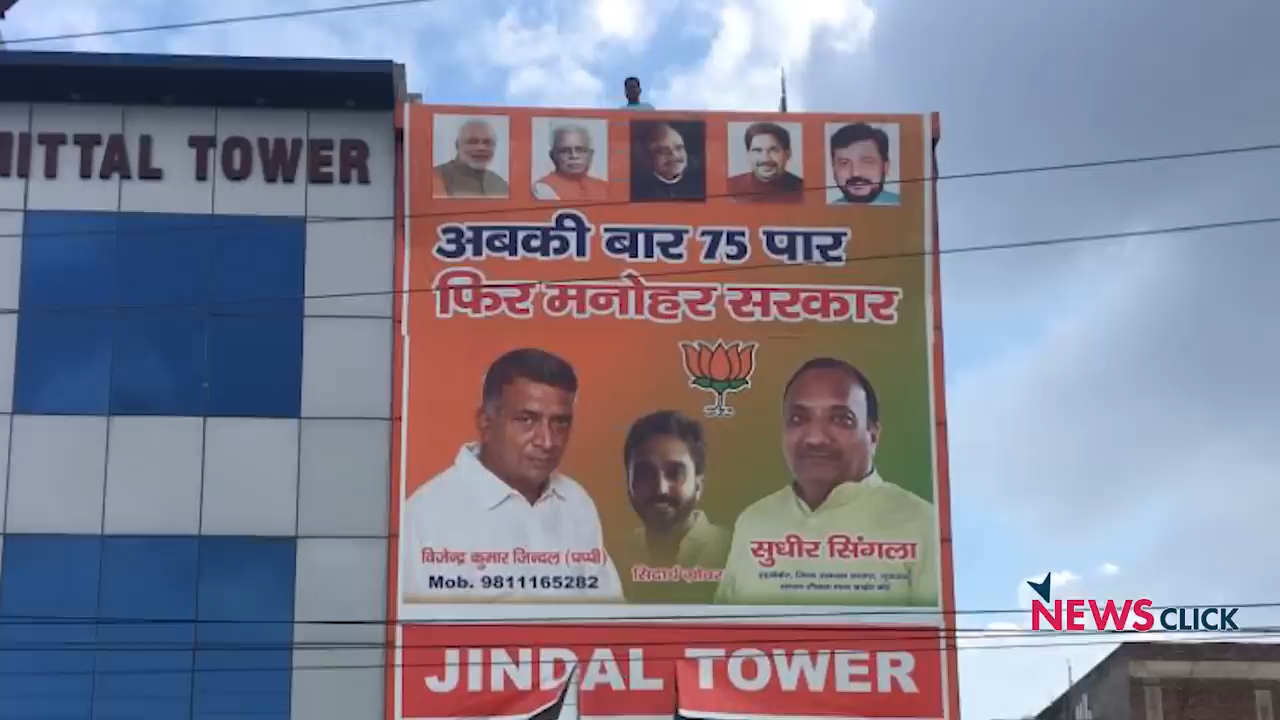 MITTAL TOWER
अबकी बार 75 पार
फिर मनोहर सरकार
विजेन्द्र कुमार जिन्दल (पप्पी)
Mob. 9811165282
सिद्धार्थ
सुधीर सिंगला
JINDAL TOWER
NEWSCLICK